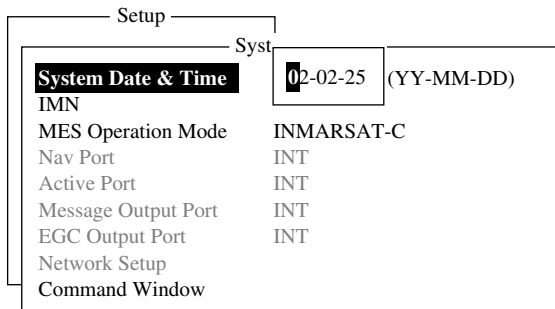 Setup
Syst
System Date & Time 02-02-25 (YY-MM-DD)
IMN
MES Operation Mode INMARSAT-C
Nav Port INT
Active Port INT
Message Output Port INT
EGC Output Port INT
Network Setup
Command Window